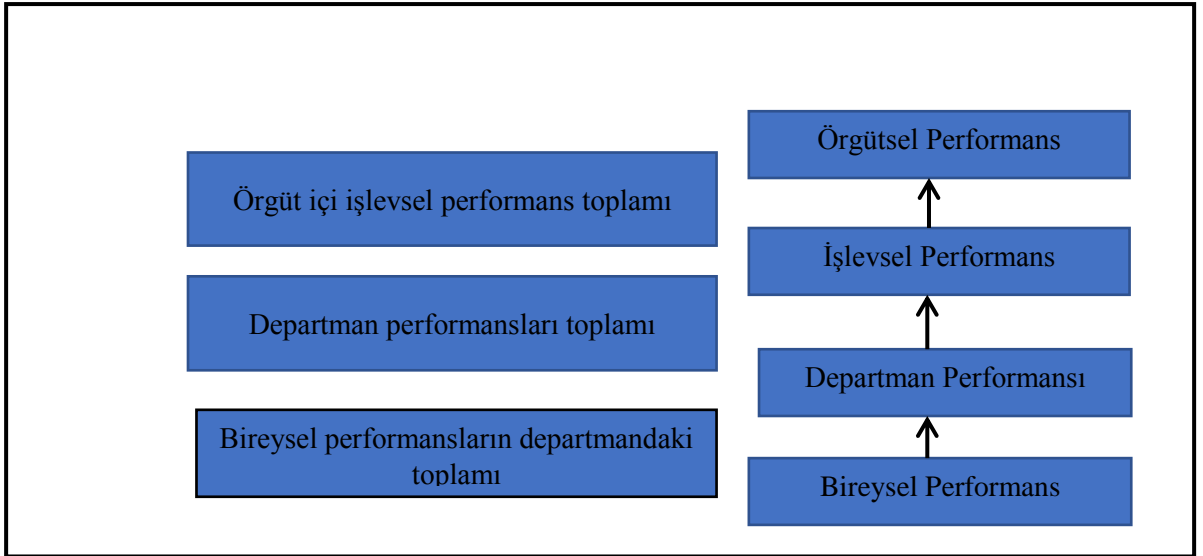 Örgüt içi işlevsel performans toplamı
Departman performansları toplamı
Bireysel performansların departmandaki
toplamı
Örgütsel Performans
İşlevsel Performans
Departman Performansı
Bireysel Performans